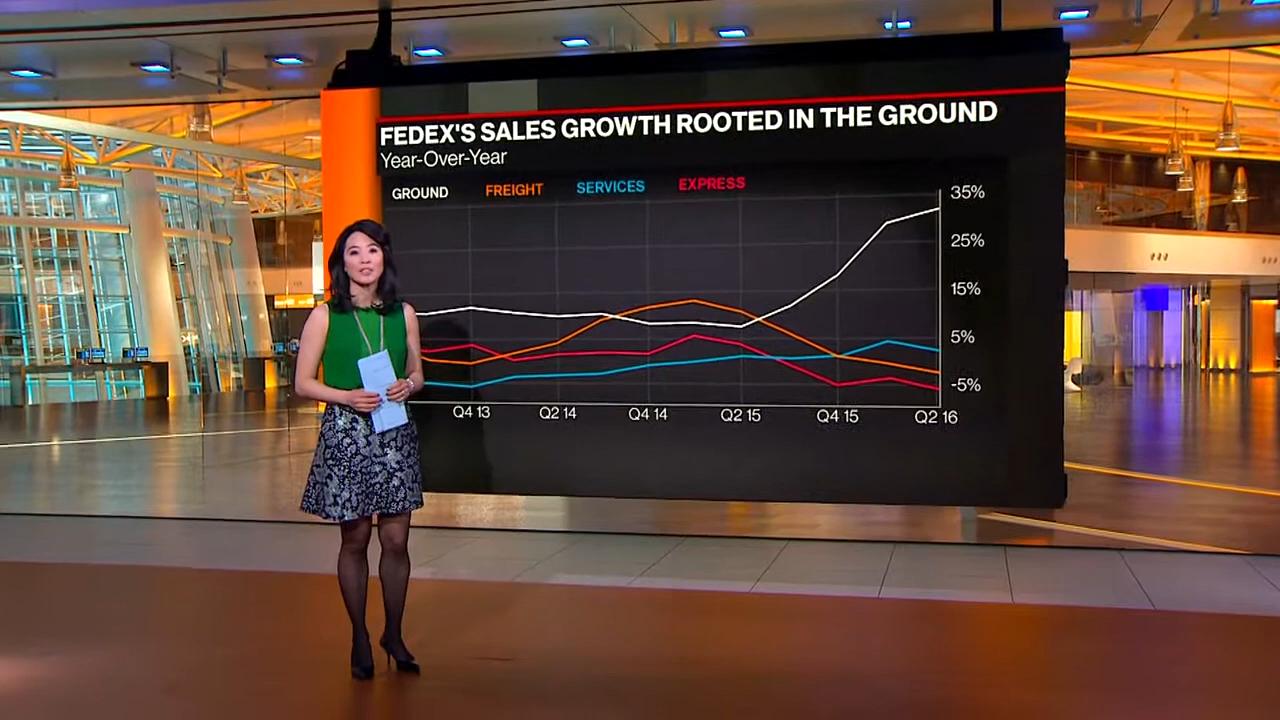 FEDEX'S SALES GROWTH ROOTED IN THE GROUND
Year-Over-Year
GROUND FREIGHT SERVICES EXPRESS
35%
25%
15%
5%
-5%
Q4 13 Q2 14 Q4 14 Q2 15 Q4 15 Q2 16